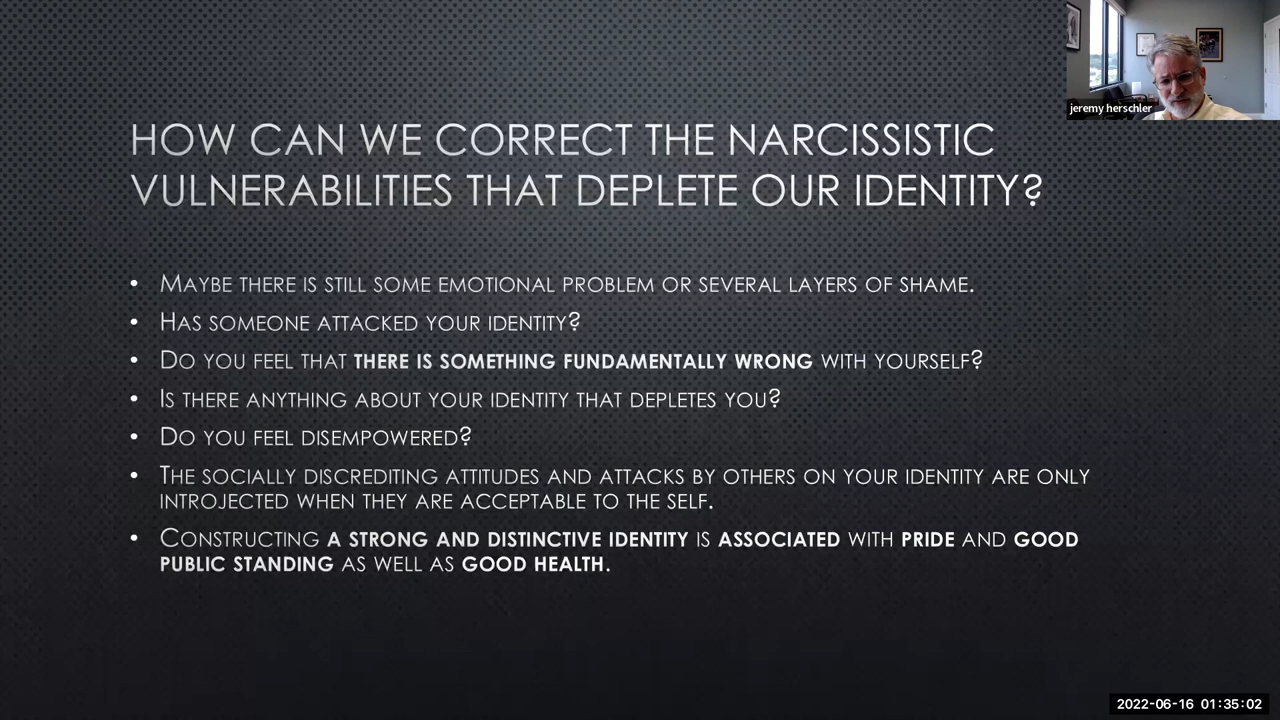 jeremy herschler
HOW CAN WE CORRECT THE NARCISSISTIC
VULNERABILITIES THAT DEPLETE OUR IDENTITY?
• MAYBE THERE IS STILL SOME EMOTIONAL PROBLEM OR SEVERAL LAYERS OF SHAME.
• HAS SOMEONE ATTACKED YOUR IDENTITY?
• DO YOU FEEL THAT THERE IS SOMETHING FUNDAMENTALLY WRONG WITH YOURSELF?
• IS THERE ANYTHING ABOUT YOUR IDENTITY THAT DEPLETES YOU?
• DO YOU FEEL DISEMPOWERED?
• THE SOCIALLY DISCREDITING ATTITUDES AND ATTACKS BY OTHERS ON YOUR IDENTITY ARE ONLY
INTROJECTED WHEN THEY ARE ACCEPTABLE TO THE SELF.
• CONSTRUCTING A STRONG AND DISTINCTIVE IDENTITY IS ASSOCIATED WITH PRIDE AND GOOD
PUBLIC STANDING AS WELL AS GOOD HEALTH.
2022-06-16 01:35:02